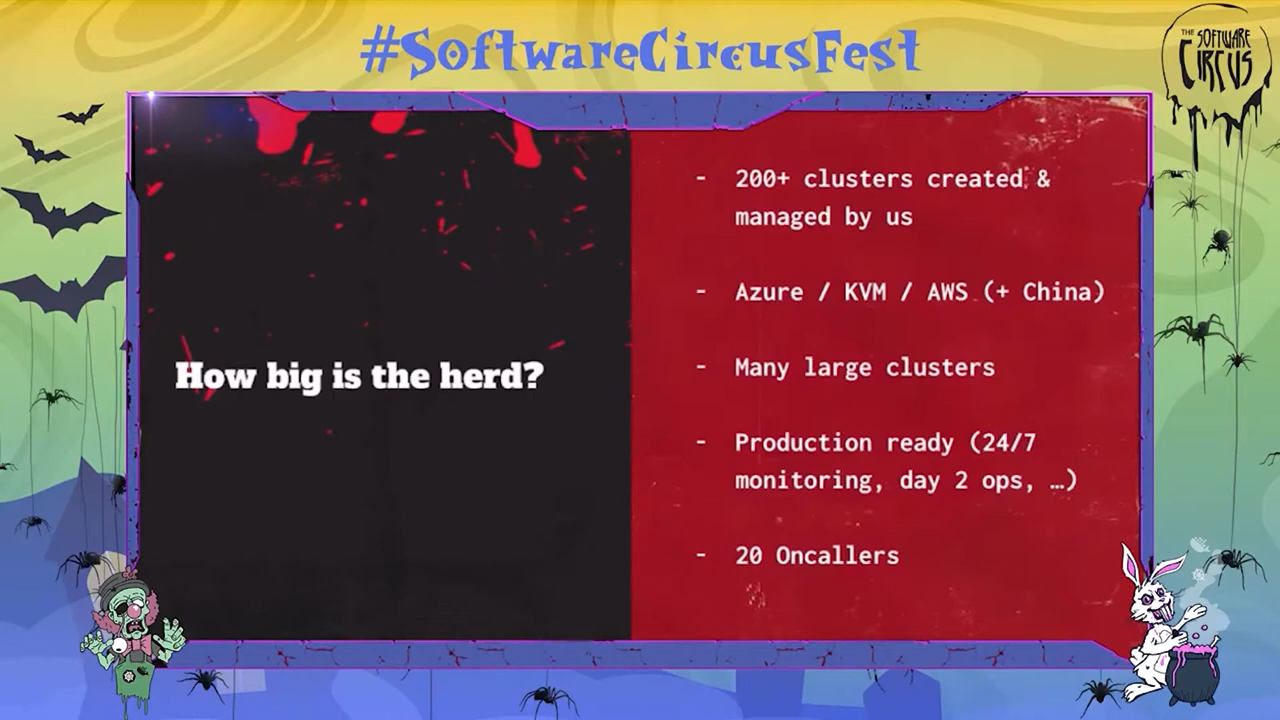 #SoftwareCircusFest
THE SOFTWARE
CIRCUS
How big is the herd?
- 200+ clusters created &
managed by us
- Azure / KVM / AWS (+ China)
- Many large clusters
- Production ready (24/7
monitoring, day 2 ops, …)
- 20 Oncallers